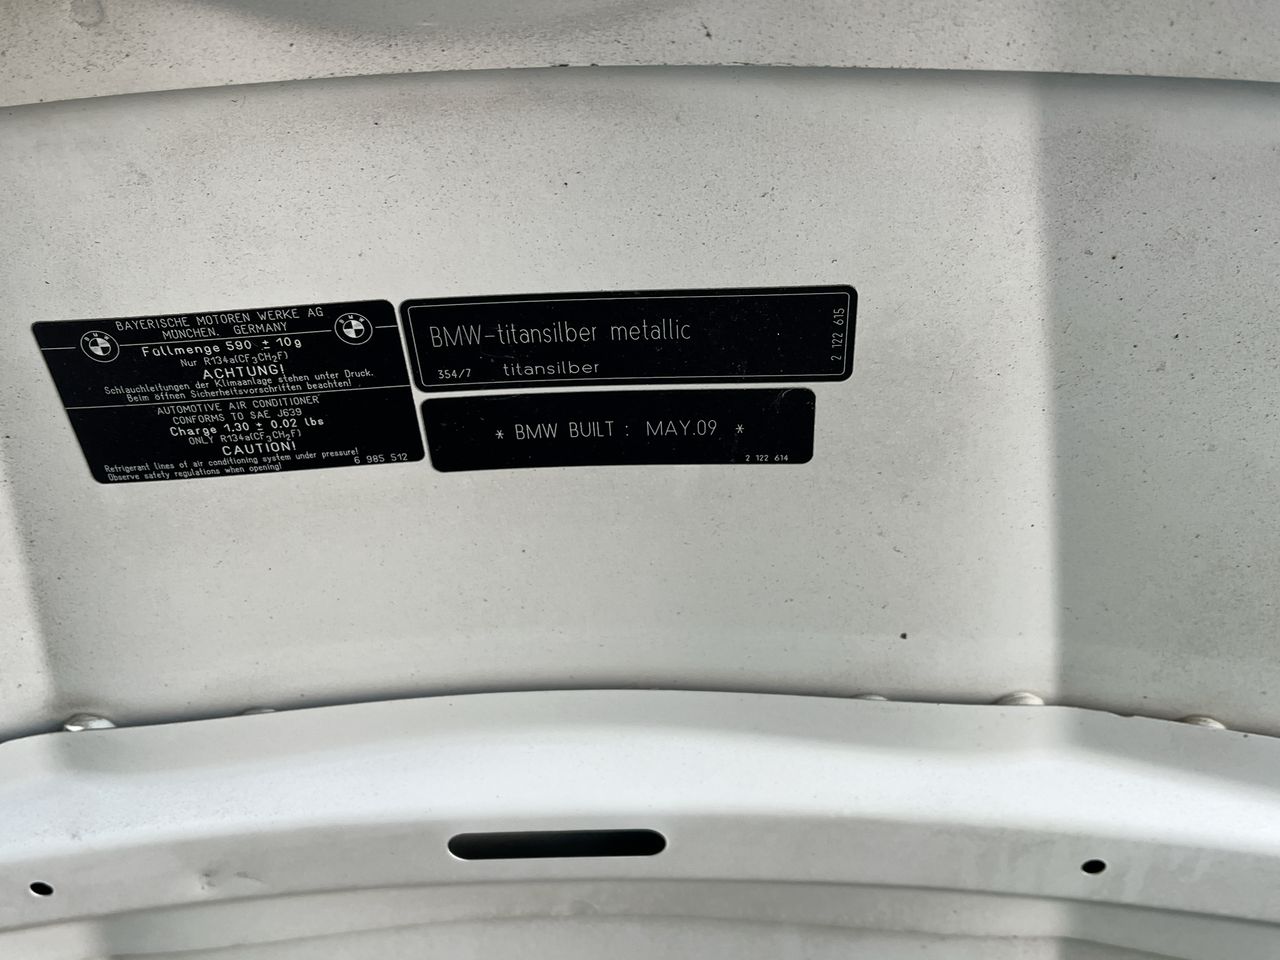 BAYERISCHE MOTOREN WERKE AG
MÜNCHEN, GERMANY
BMW
BMW
Füllmenge 590 ± 10g
Nur R134a(CF3CH2F)
ACHTUNG!
Schlauchleitungen der Klimaanlage stehen unter Druck.
Beim öffnen Sicherheitsvorschriften beachten!
AUTOMOTIVE AIR CONDITIONER
CONFORMS TO SAE J639
Charge 1.30 ± 0.02 lbs
ONLY R134a(CF3CH2F)
CAUTION!
Refrigerant lines of air conditioning system under pressure!
Observe safety regulations when opening!
6 985 512
BMW-titansilber metallic
354/7 titansilber
2 122 615
* BMW BUILT : MAY.09 *
2 122 614